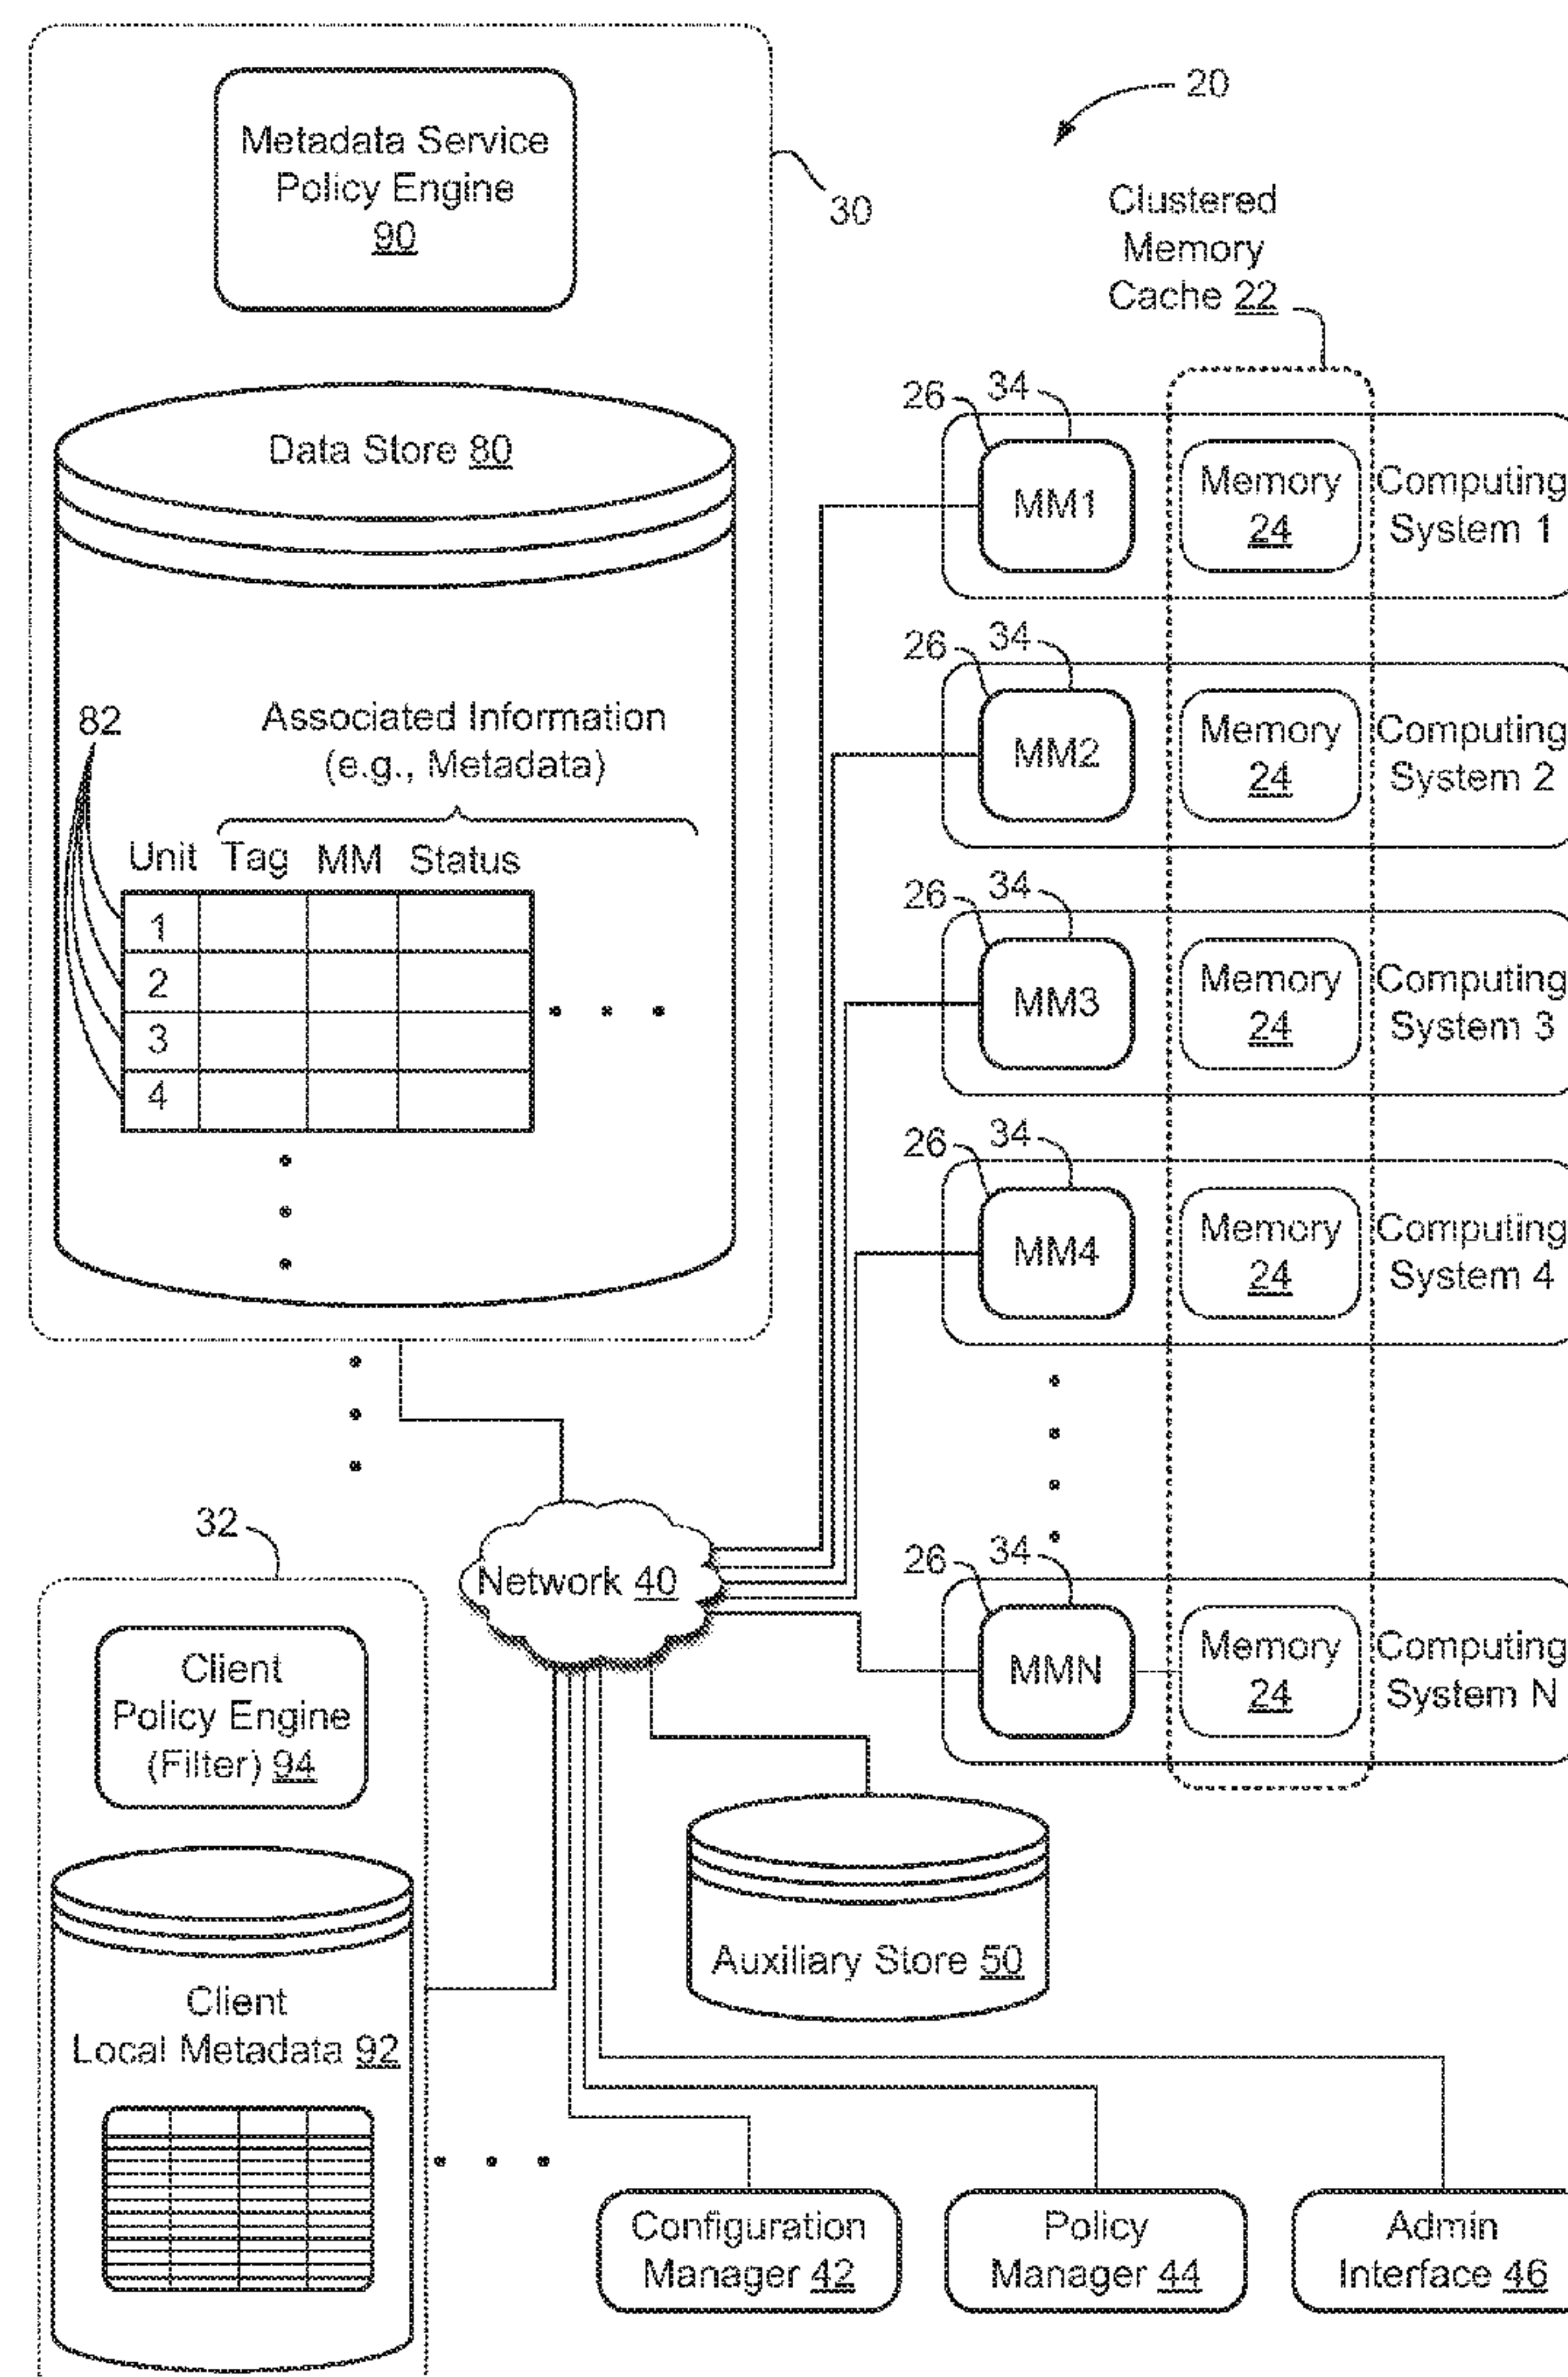 20
Metadata Service
Policy Engine
90
30
Clustered
Memory
Cache 22
Data Store 80
82
Associated Information
(e.g., Metadata)
Unit Tag MM Status
1
2
3
4
26 34
MM1
Memory
24
Computing
System 1
26 34
MM2
Memory
24
Computing
System 2
26 34
MM3
Memory
24
Computing
System 3
26 34
MM4
Memory
24
Computing
System 4
26 34
MMN
Memory
24
Computing
System N
Network 40
32
Client
Policy Engine
(Filter) 94
Client
Local Metadata 92
Auxiliary Store 50
Configuration
Manager 42
Policy
Manager 44
Admin
Interface 46